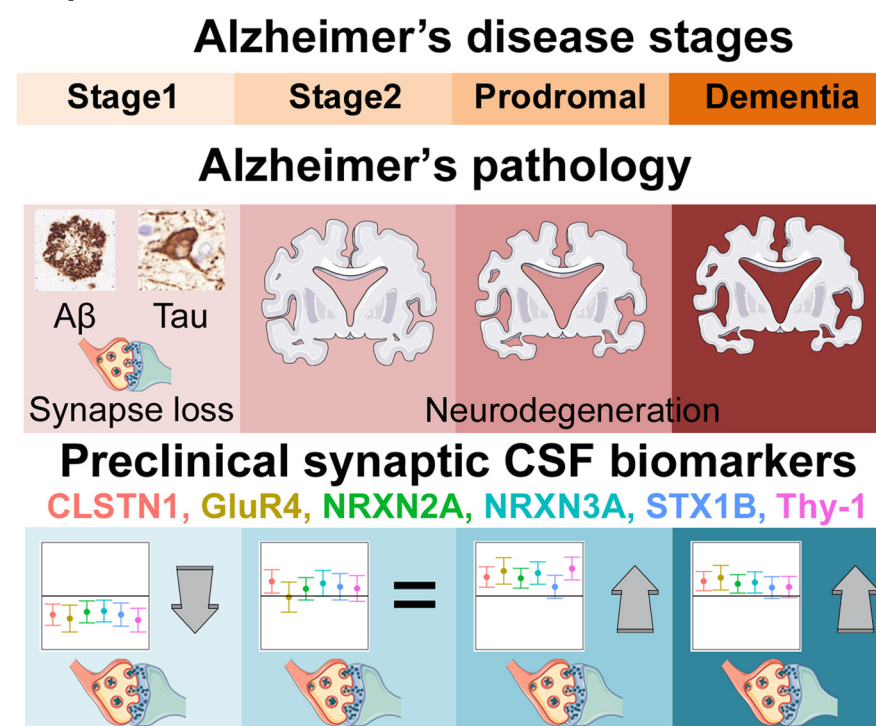 Alzheimer’s disease stages
Stage1 Stage2 Prodromal Dementia
Alzheimer’s pathology
Aβ Tau
Synapse loss Neurodegeneration
Preclinical synaptic CSF biomarkers
CLSTN1, GluR4, NRXN2A, NRXN3A, STX1B, Thy-1
=